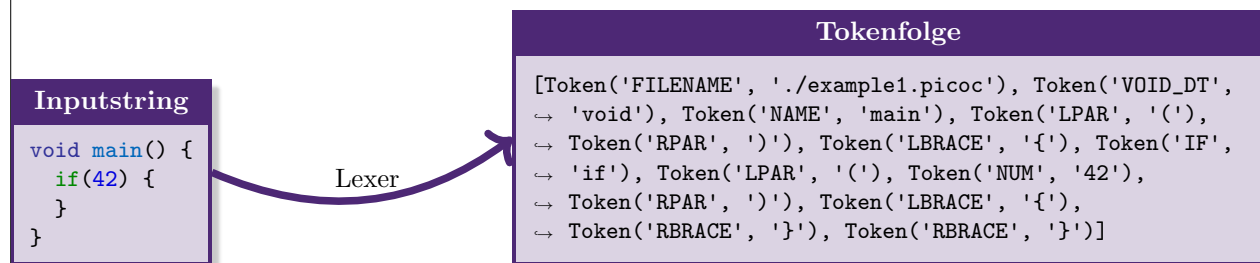 Inputstring
void main() {
  if(42) {
  }
}
Lexer
Tokenfolge
[Token('FILENAME', './example1.picoc'), Token('VOID_DT',
↪ 'void'), Token('NAME', 'main'), Token('LPAR', '('),
↪ Token('RPAR', ')'), Token('LBRACE', '{'), Token('IF',
↪ 'if'), Token('LPAR', '('), Token('NUM', '42'),
↪ Token('RPAR', ')'), Token('LBRACE', '{'),
↪ Token('RBRACE', '}'), Token('RBRACE', '}')]